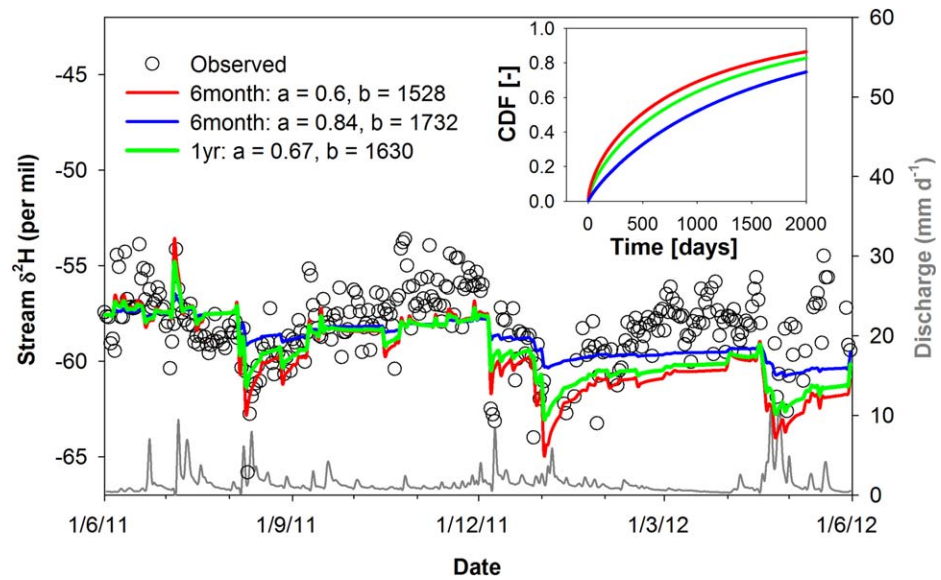 -42
-50
-55
-60
-65
Stream δ²H (per mil)
Observed
6month: a = 0.6, b = 1528
6month: a = 0.84, b = 1732
1yr: a = 0.67, b = 1630
1.0
0.8
0.6
0.4
0.2
0.0
CDF [-]
0 500 1000 1500 2000
Time [days]
60
50
40
30
20
10
0
Discharge (mm d⁻¹)
1/6/11 1/9/11 1/12/11 1/3/12 1/6/12
Date